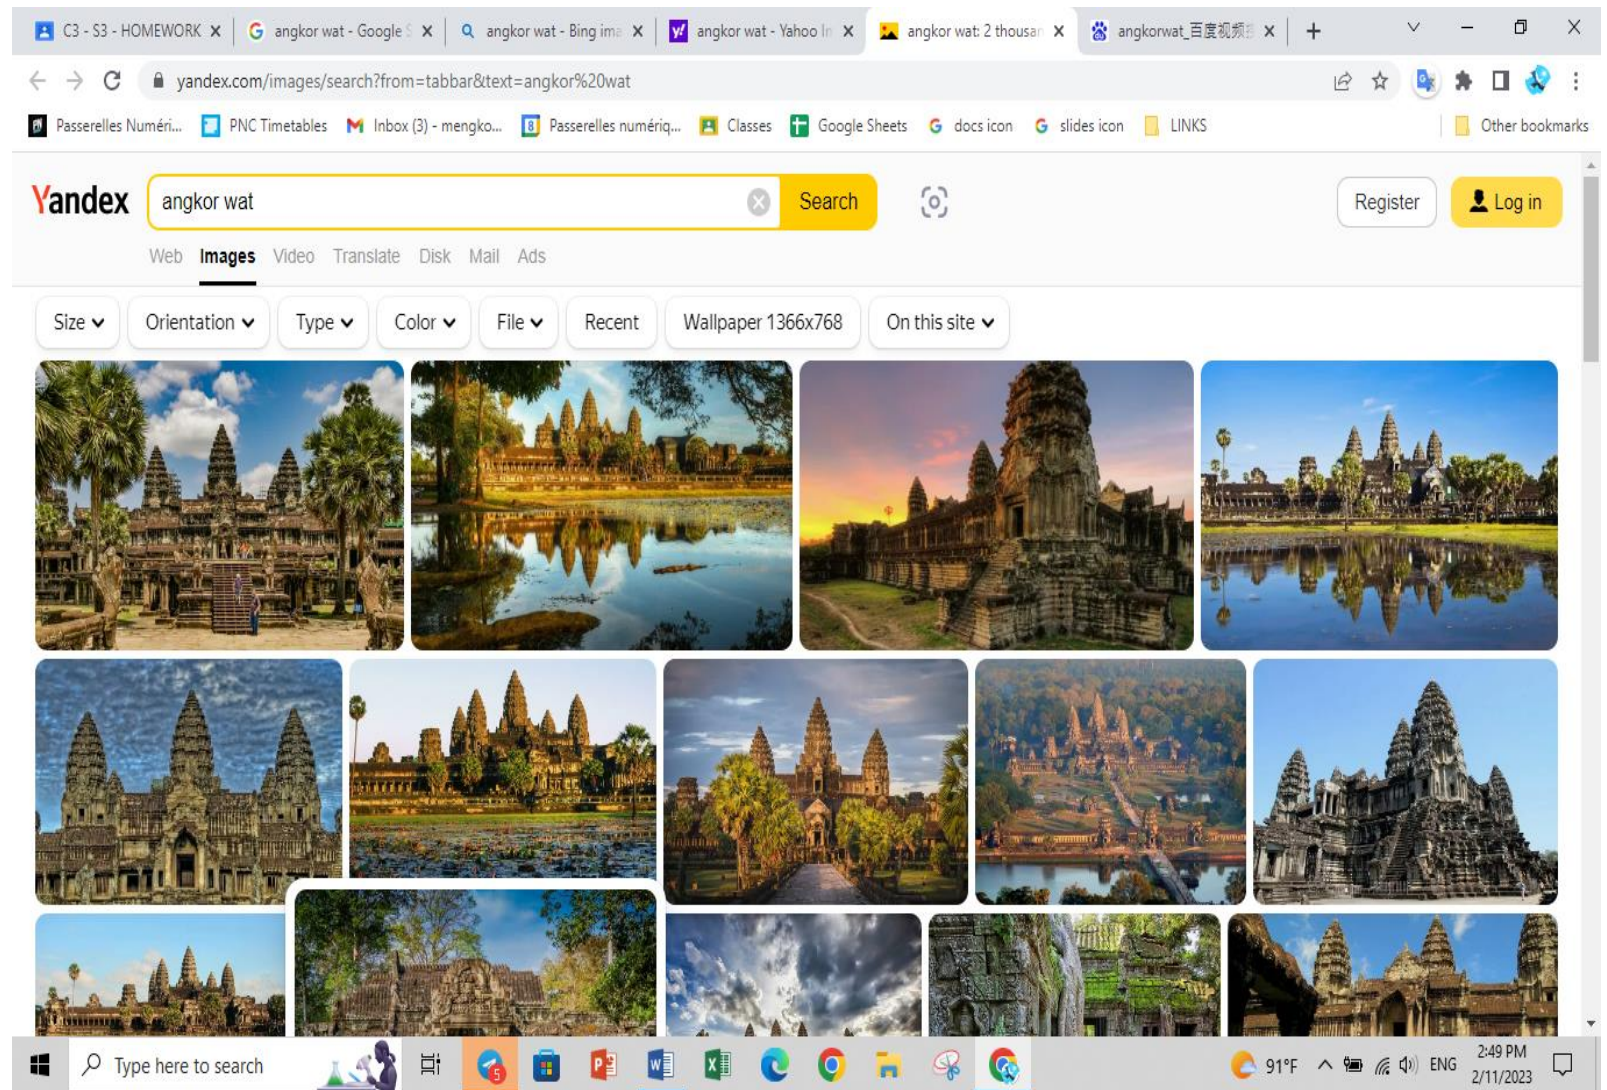 C3 - S3 - HOMEWORK
angkor wat - Google S
angkor wat - Bing ima
angkor wat - Yahoo In
angkor wat: 2 thousan
angkorwat_百度视频
yandex.com/images/search?from=tabbar&text=angkor%20wat
Passerelles Numéri... PNC Timetables Inbox (3) - mengko... Passerelles numériq... Classes Google Sheets docs icon slides icon LINKS Other bookmarks
Yandex angkor wat Search Register Log in
Web Images Video Translate Disk Mail Ads
Size Orientation Type Color File Recent Wallpaper 1366x768 On this site
Type here to search 5 91°F ENG 2:49 PM
2/11/2023